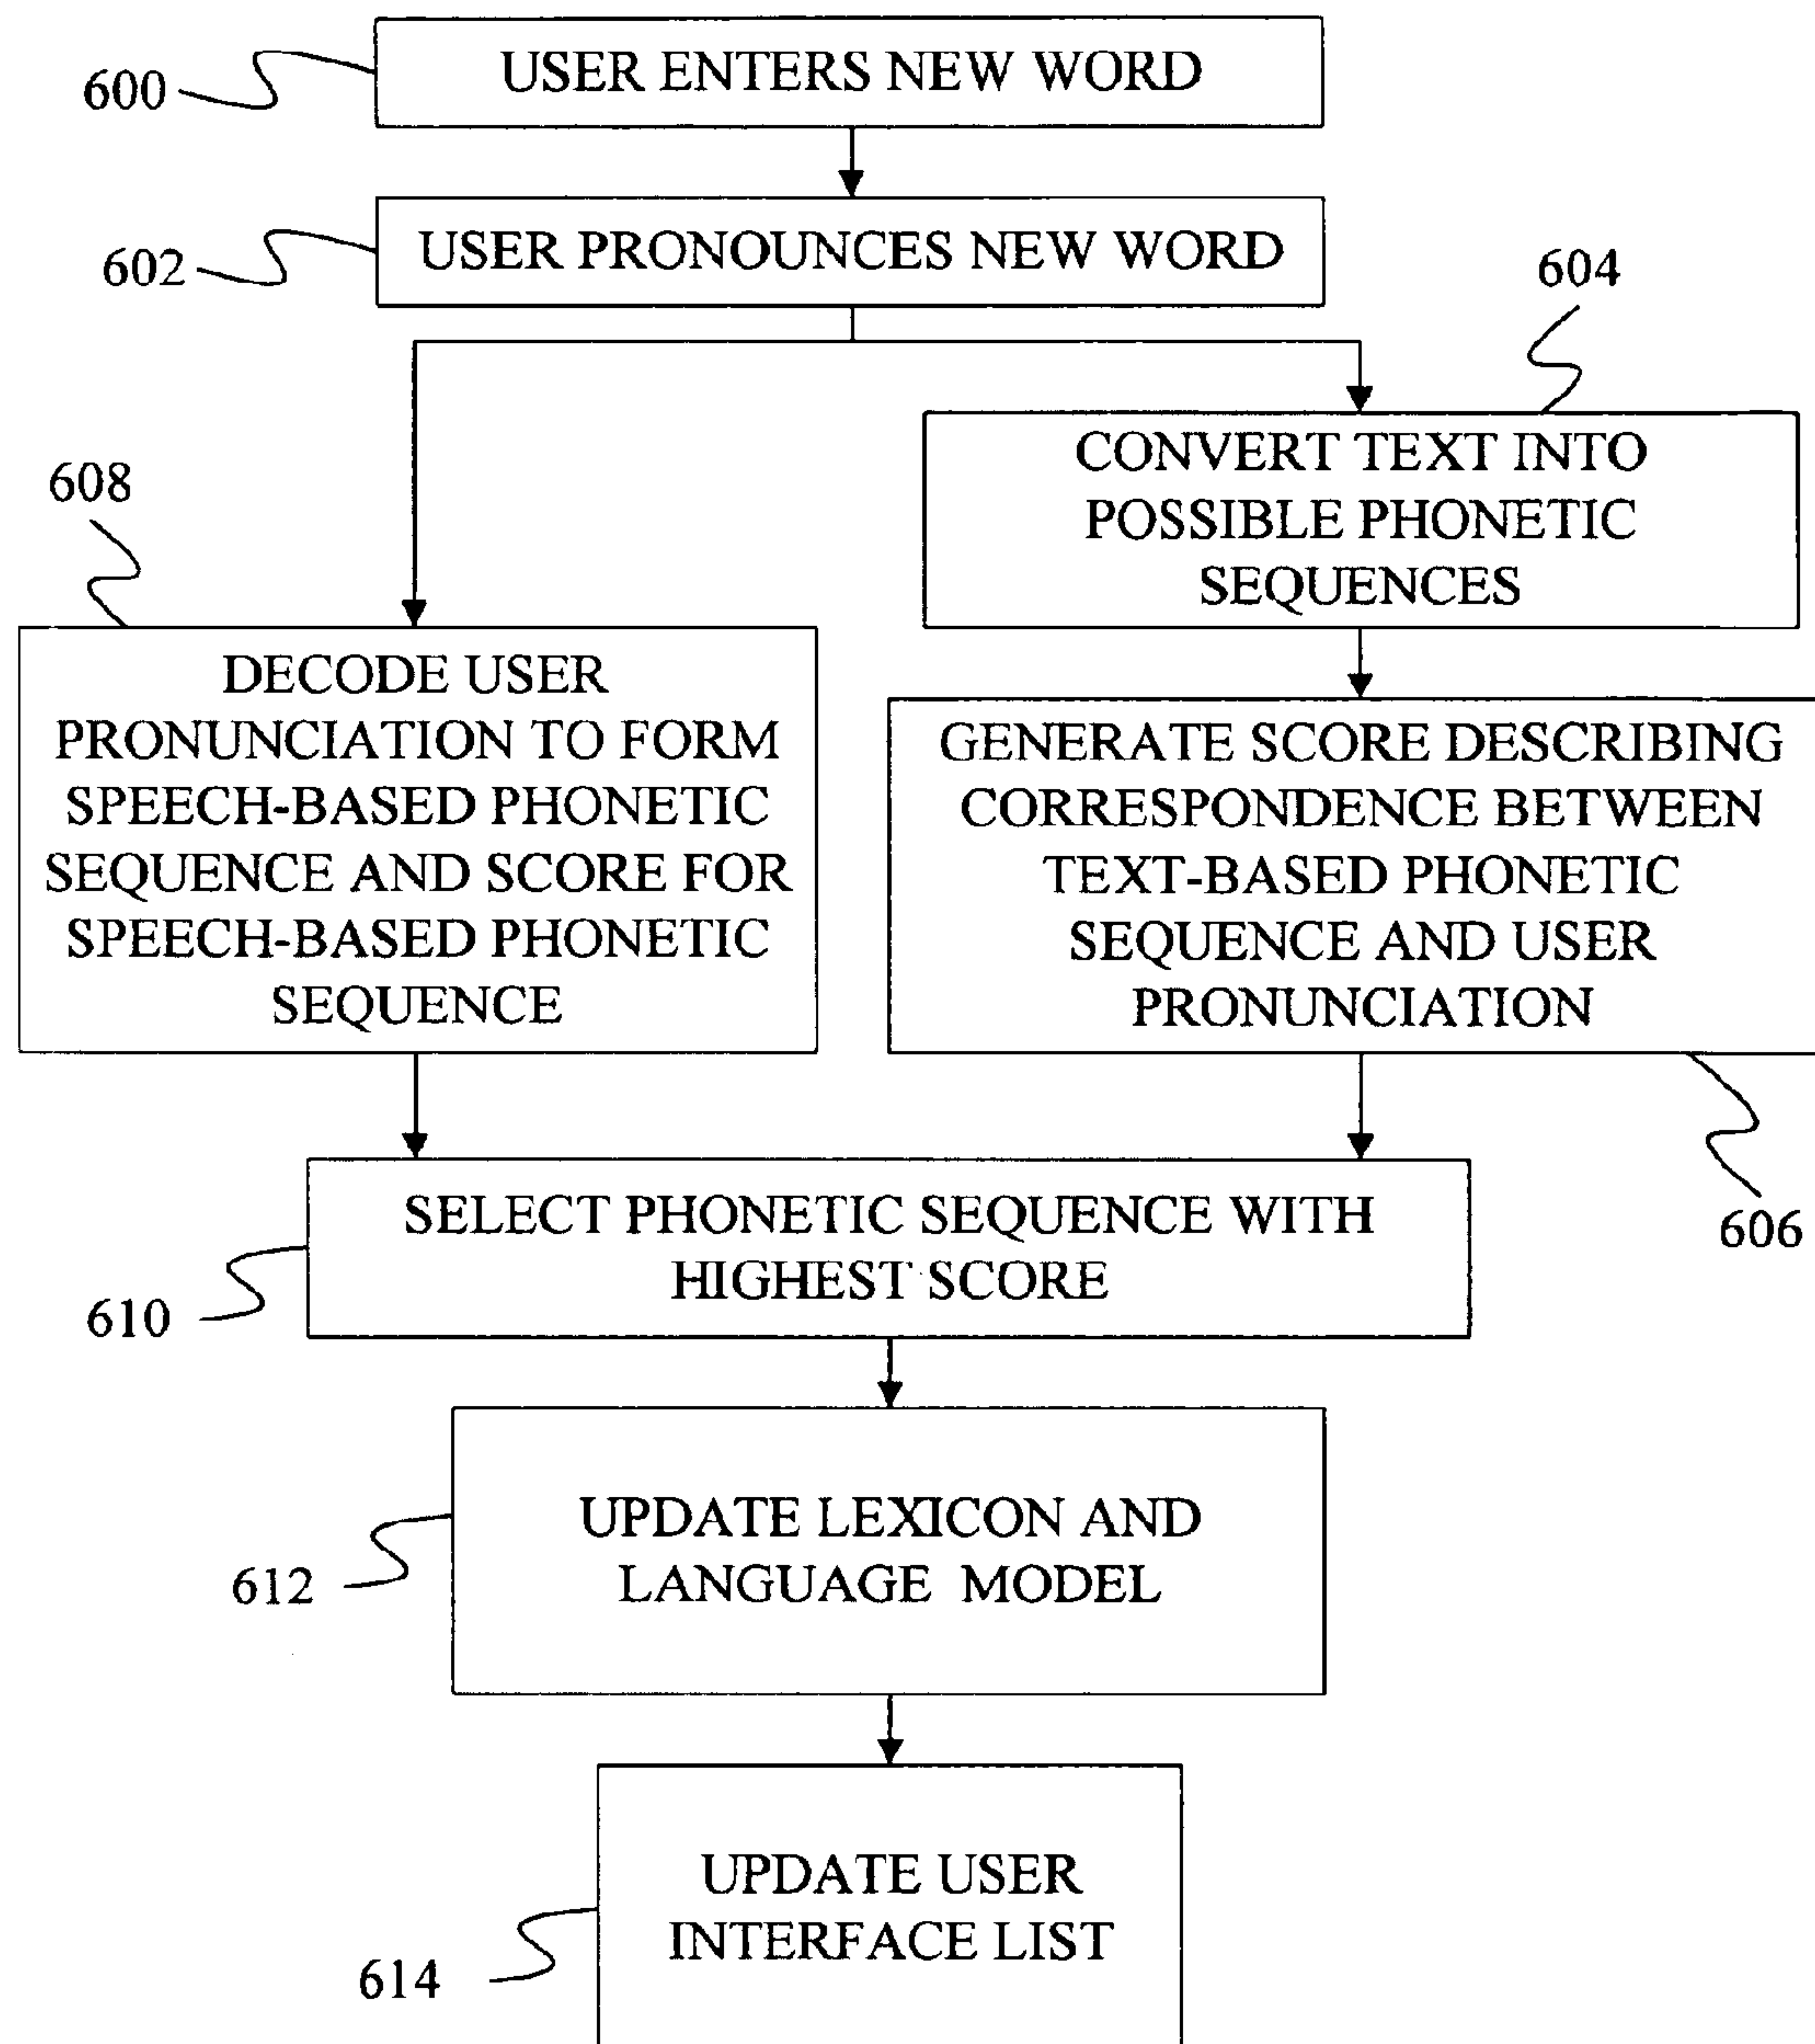 600
USER ENTERS NEW WORD
602
USER PRONOUNCES NEW WORD
604
CONVERT TEXT INTO
POSSIBLE PHONETIC
SEQUENCES
608
DECODE USER
PRONUNCIATION TO FORM
SPEECH-BASED PHONETIC
SEQUENCE AND SCORE FOR
SPEECH-BASED PHONETIC
SEQUENCE
GENERATE SCORE DESCRIBING
CORRESPONDENCE BETWEEN
TEXT-BASED PHONETIC
SEQUENCE AND USER
PRONUNCIATION
606
SELECT PHONETIC SEQUENCE WITH
HIGHEST SCORE
610
UPDATE LEXICON AND
LANGUAGE MODEL
612
UPDATE USER
INTERFACE LIST
614